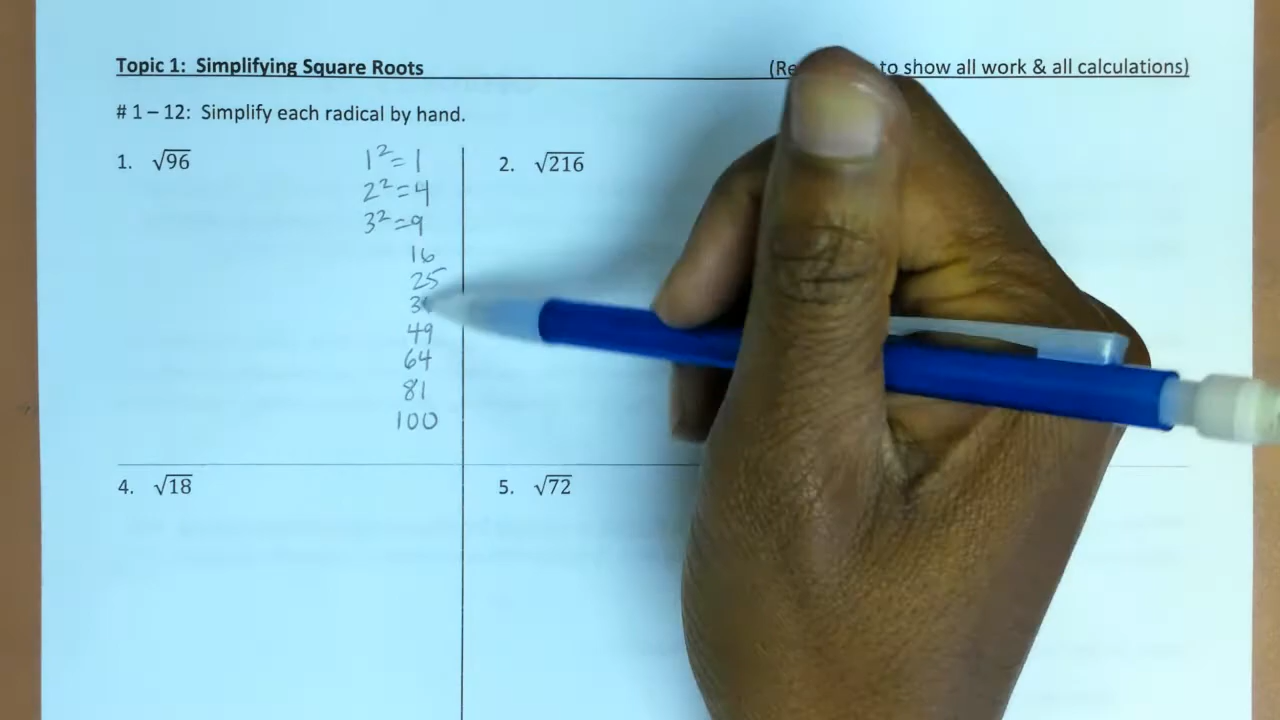 Topic 1: Simplifying Square Roots
to show all work & all calculations)
# 1 – 12: Simplify each radical by hand.
1. √96
1² = 1
2² = 4
3² = 9
16
25
49
64
81
100
2. √216
4. √18
5. √72